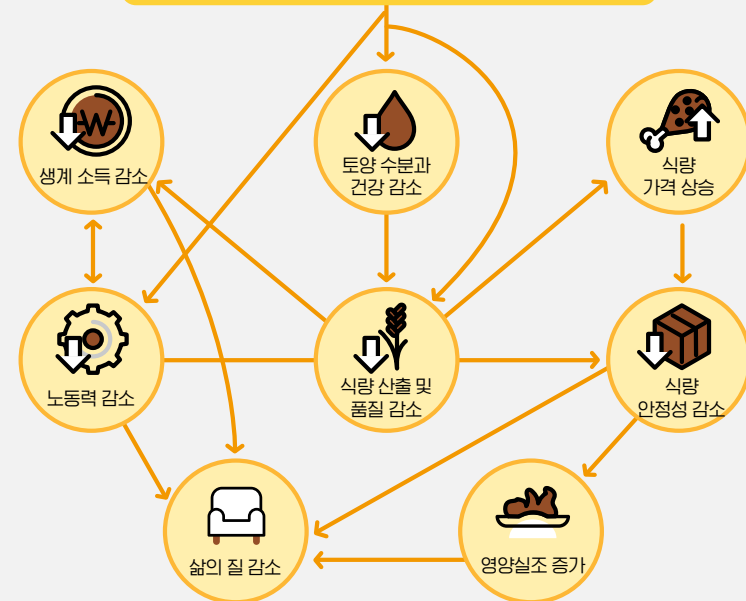 생계 소득 감소
토양 수분과
건강 감소
식량
가격 상승
노동력 감소
식량 산출 및
품질 감소
식량
안정성 감소
삶의 질 감소
영양실조 증가